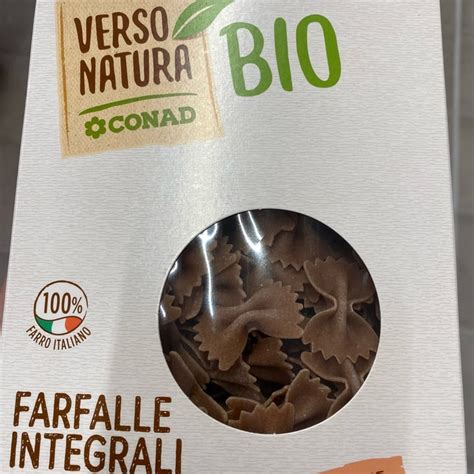 VERSO
NATURA
CONAD
BIO
100%
FARRO ITALIANO
FARFALLE
INTEGRALI